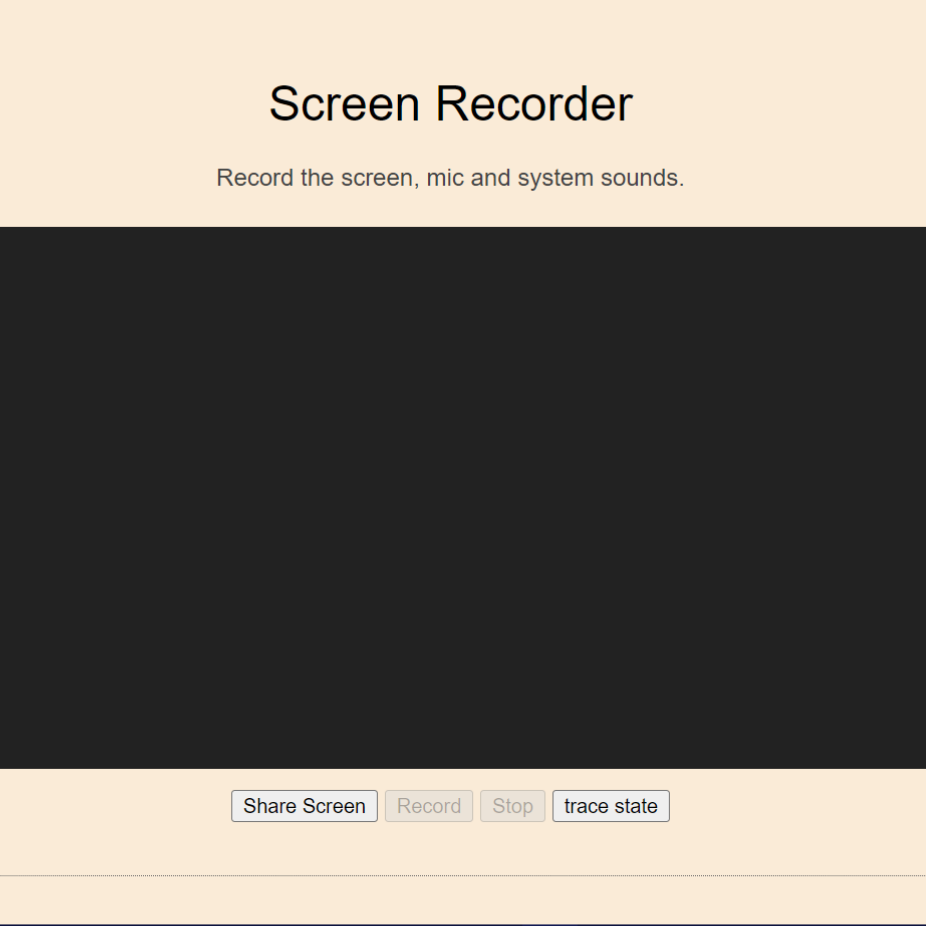 Screen Recorder
Record the screen, mic and system sounds.
Share Screen Record Stop trace state